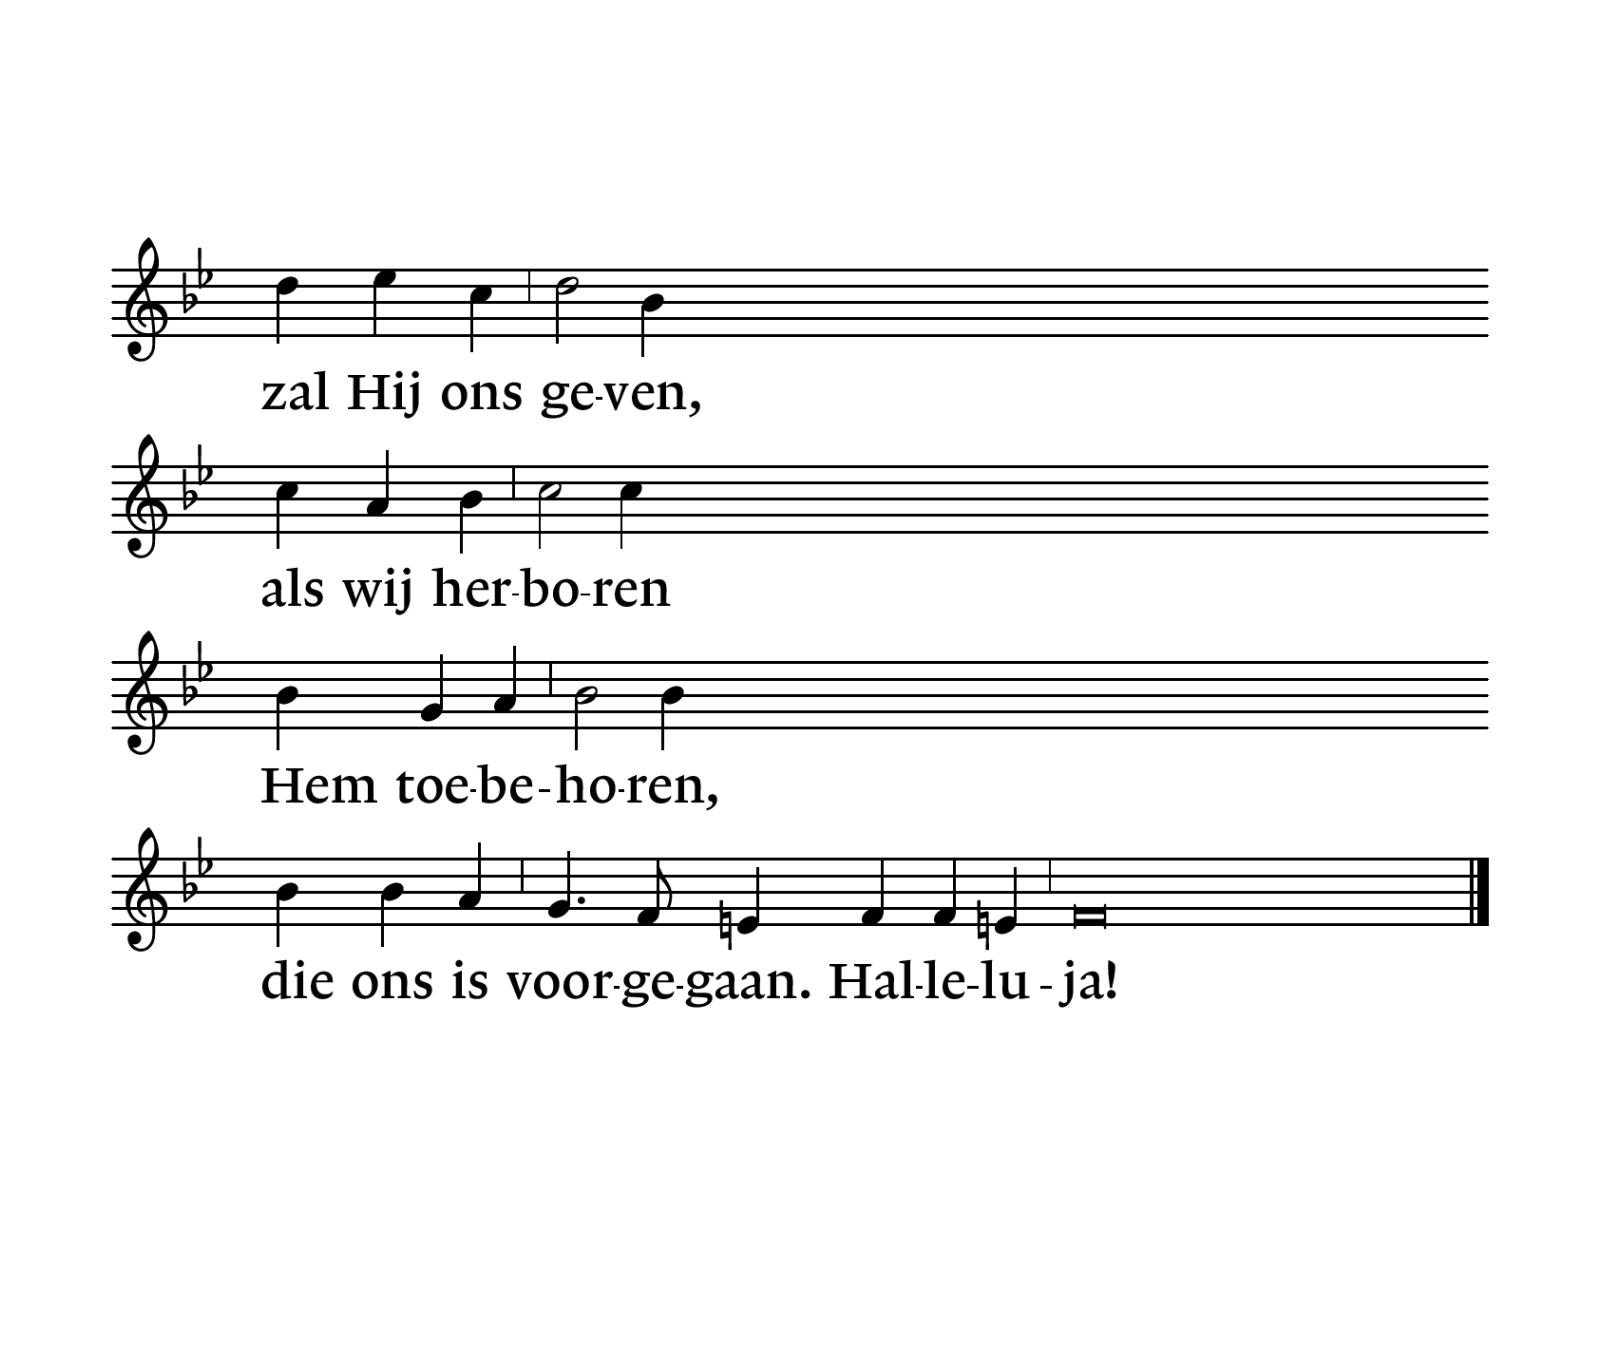 zal Hij ons ge-ven,
als wij her-bo-ren
Hem toe-be-ho-ren,
die ons is voor-ge-gaan. Hal-le-lu-ja!